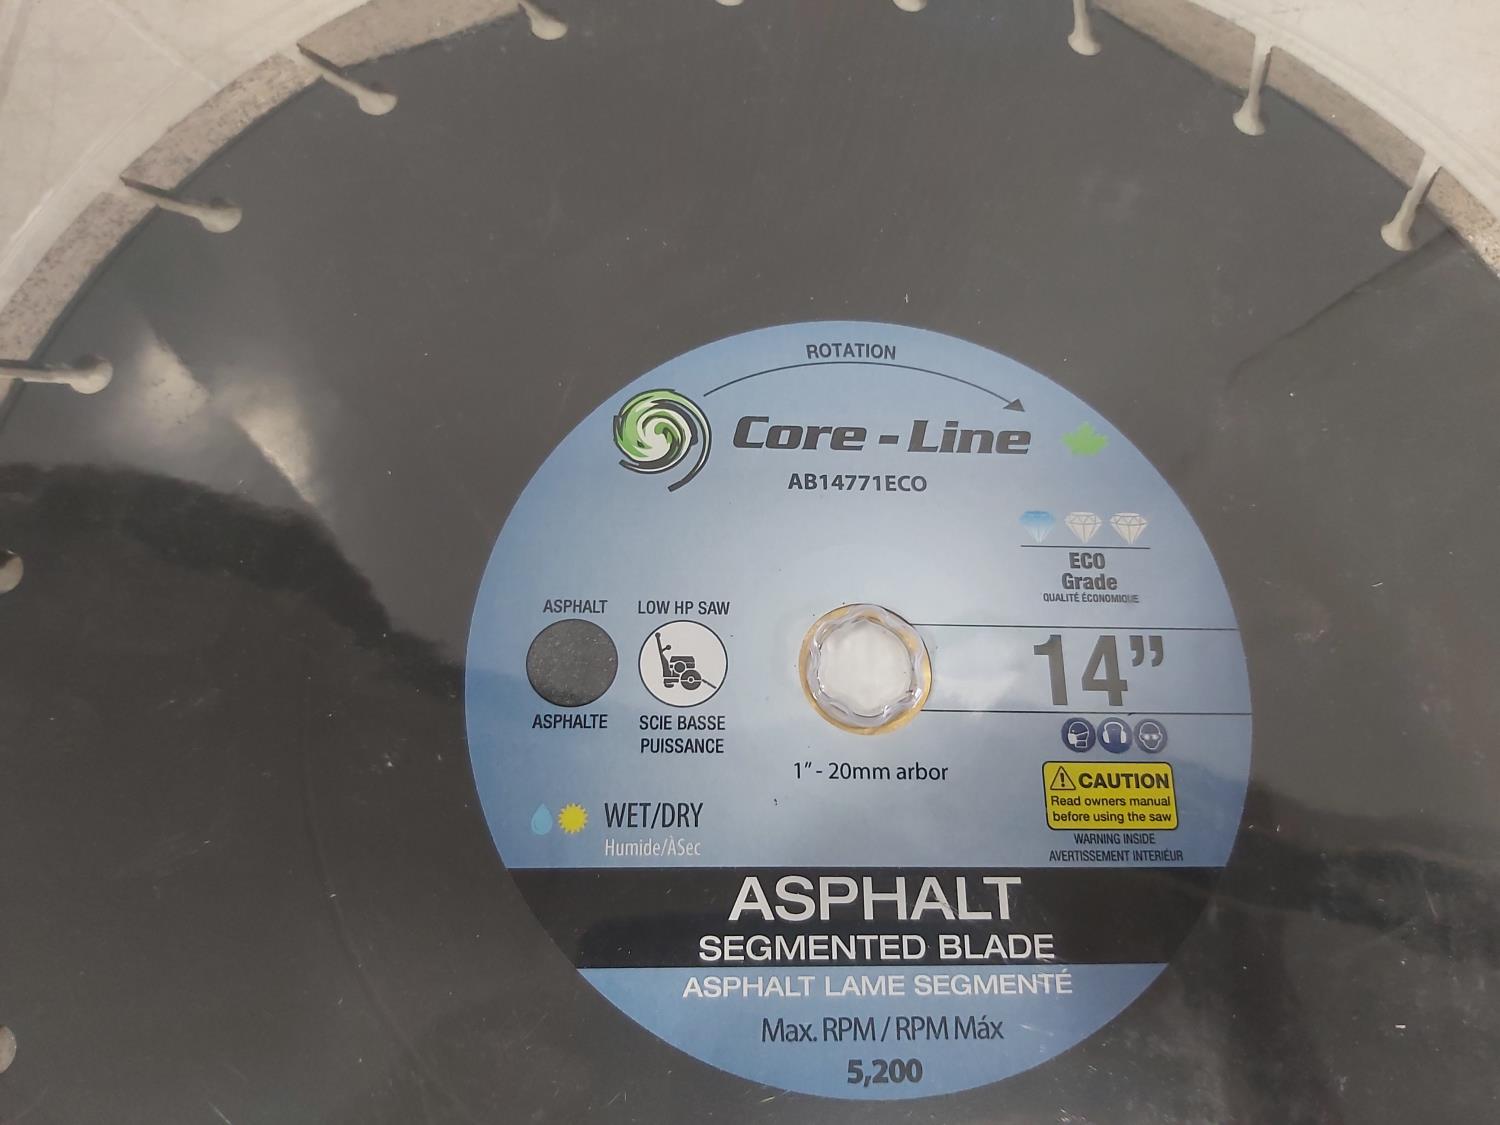 ROTATION
Core-Line
AB14771ECO
ECO
Grade
QUALITÉ ÉCONOMIQUE
ASPHALT
LOW HP SAW
14”
ASPHALTE
SCIE BASSE
PUISSANCE
1” - 20mm arbor
CAUTION
Read owners manual
before using the saw
WARNING INSIDE
AVERTISSEMENT INTERIÉUR
WET/DRY
Humide/ÀSec
ASPHALT
SEGMENTED BLADE
ASPHALT LAME SEGMENTÉ
Max. RPM / RPM Máx
5,200